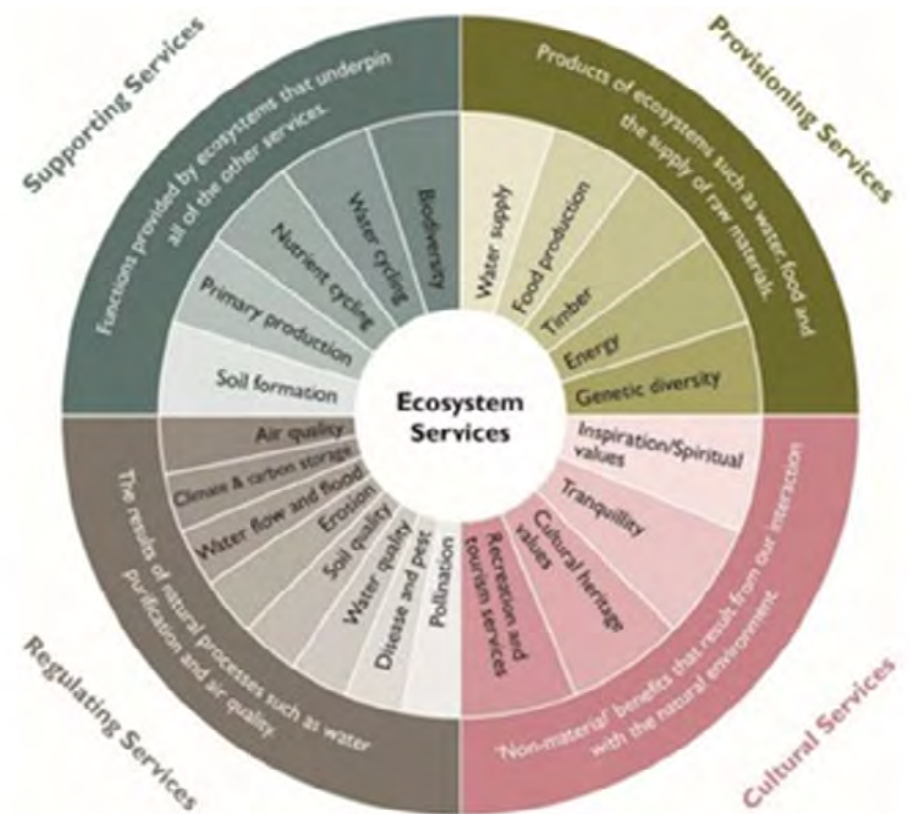 Supporting Services
Functions provided by ecosystems that underpin
all of the other services.
Biodiversity
Water cycling
Nutrient cycling
Primary production
Soil formation
Provisioning Services
Products of ecosystems such as water, food and
the supply of raw materials.
Water supply
Food production
Timber
Energy
Genetic diversity
Ecosystem
Services
Regulating Services
The results of natural processes such as water
purification and air quality.
Air quality
Climate & carbon storage
Water flow and flood
Erosion
Soil quality
Water quality
Disease and pest
Pollination
Cultural Services
'Non-material' benefits that result from our interaction
with the natural environment
Inspiration/Spiritual
values
Tranquillity
Cultural heritage
values
Recreation and
tourism services